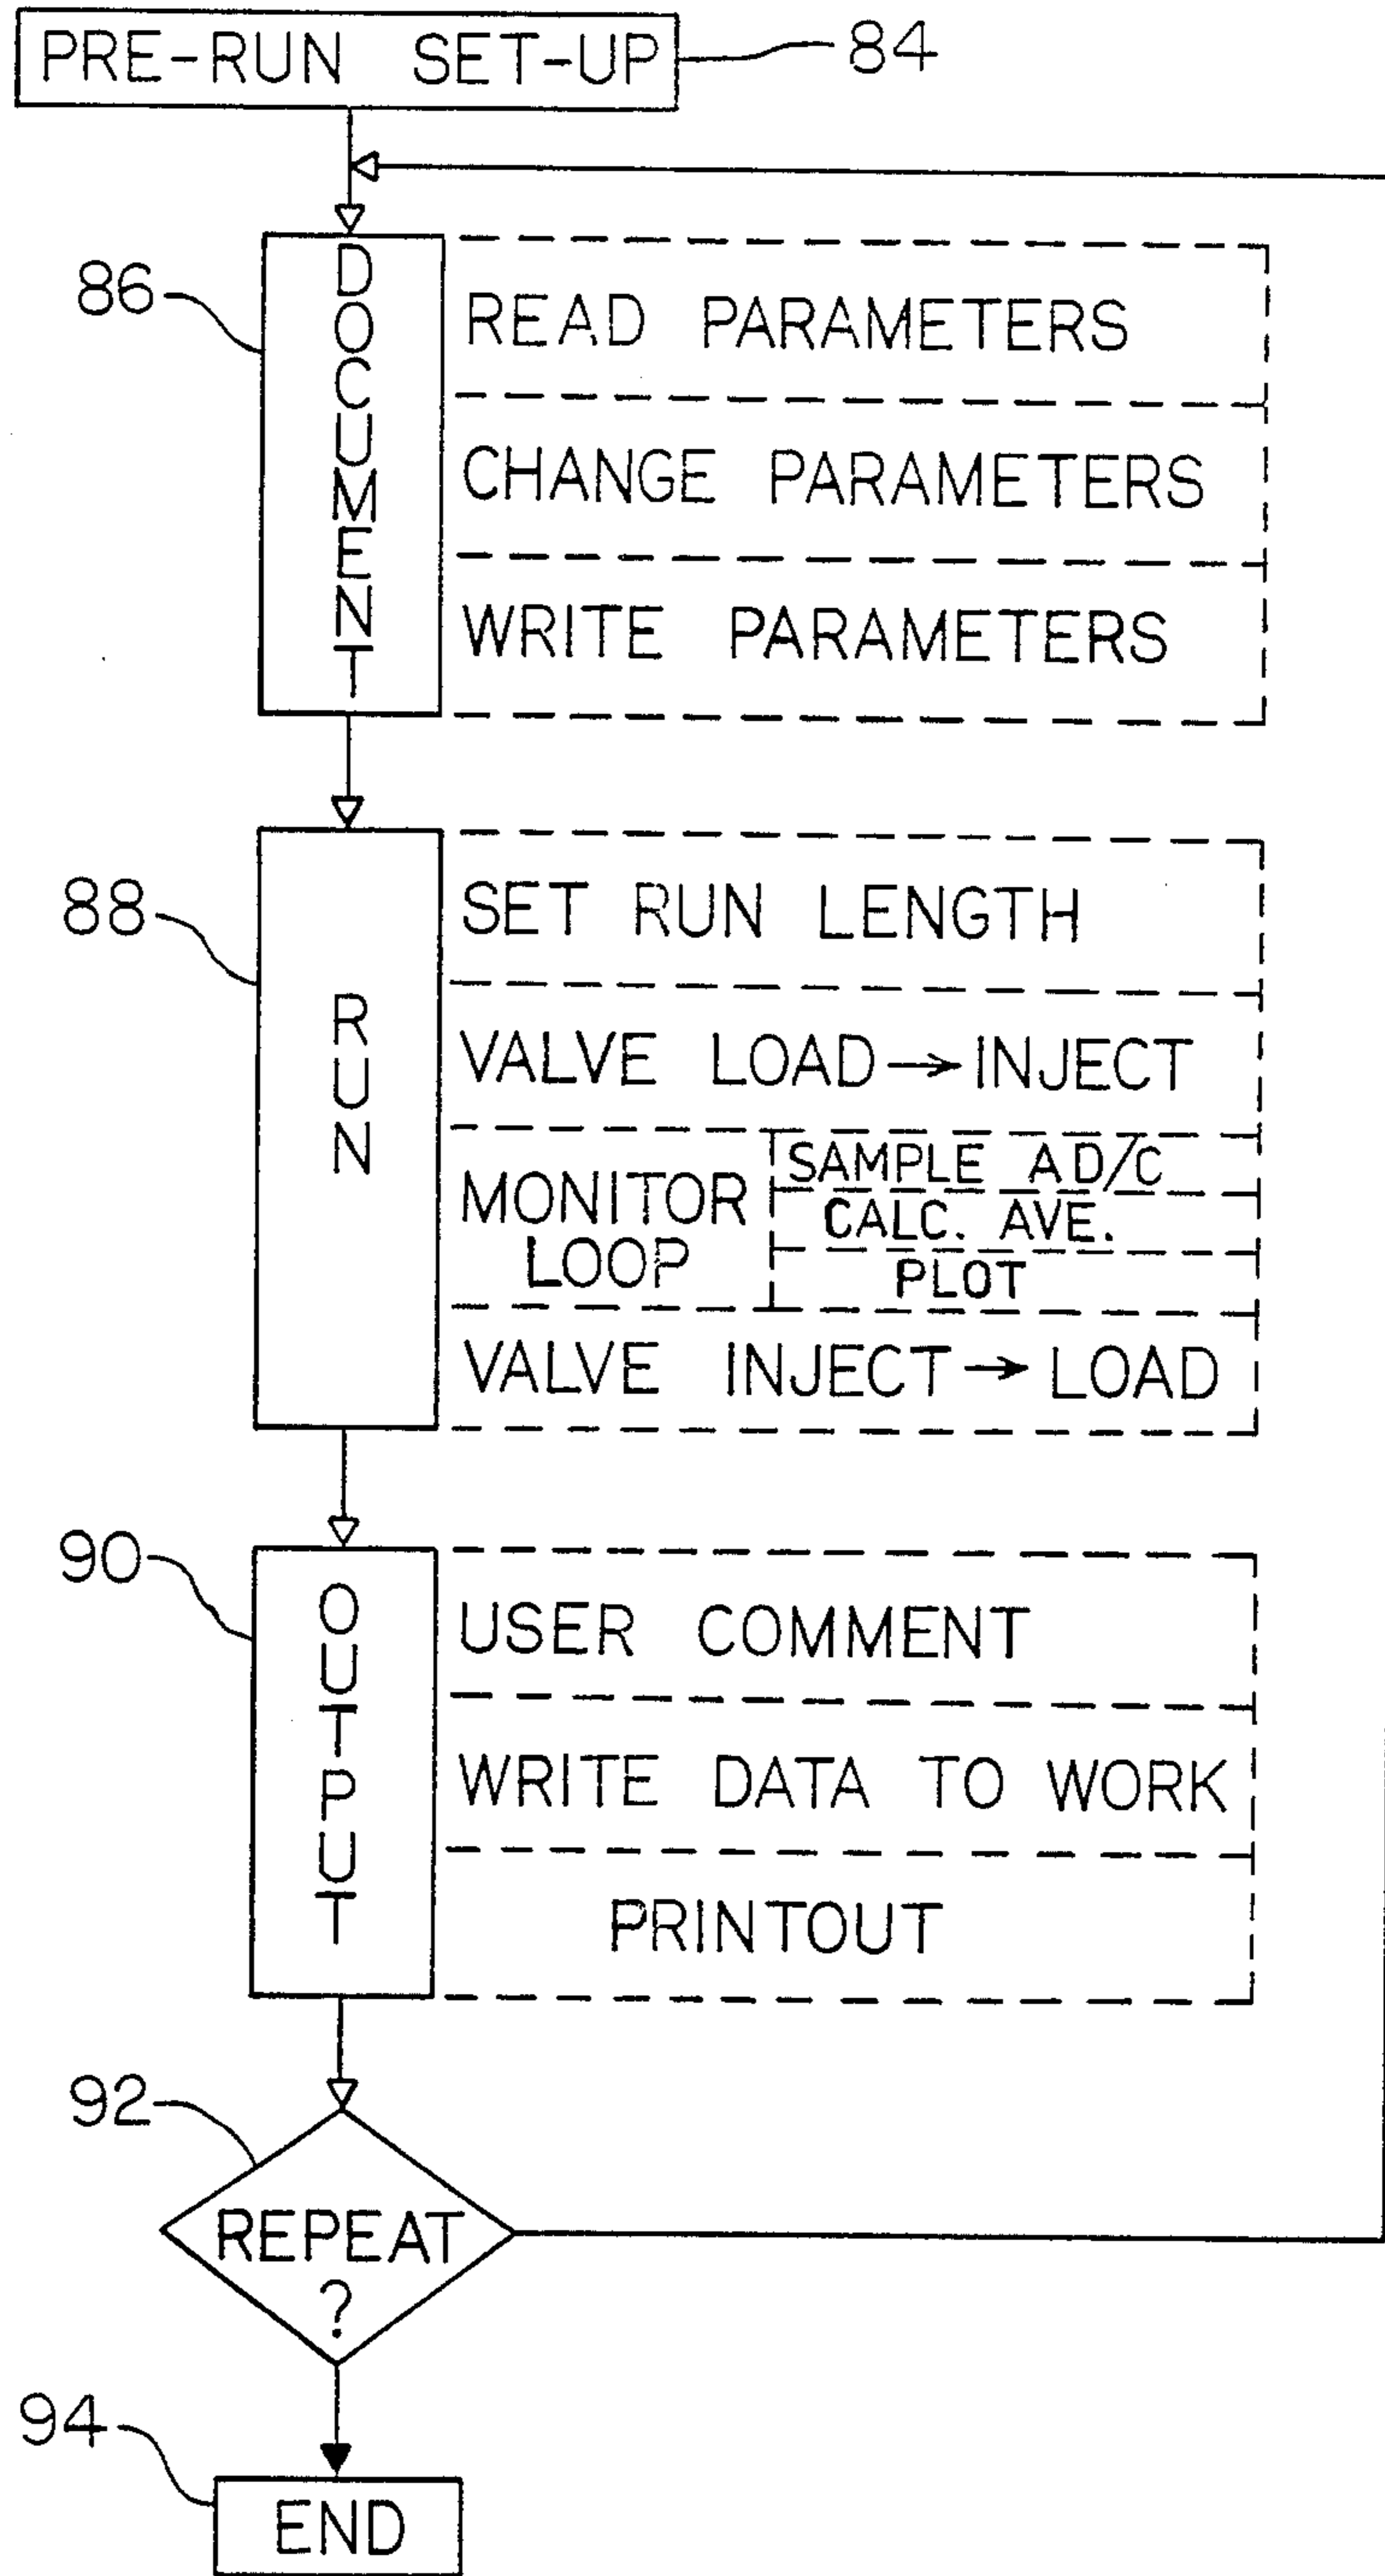 PRE-RUN SET-UP
84
86
DOCUMENT
READ PARAMETERS
CHANGE PARAMETERS
WRITE PARAMETERS
88
RUN
SET RUN LENGTH
VALVE LOAD → INJECT
MONITOR
LOOP
SAMPLE AD/C
CALC. AVE.
PLOT
VALVE INJECT → LOAD
90
OUTPUT
USER COMMENT
WRITE DATA TO WORK
PRINTOUT
92
REPEAT
?
94
END